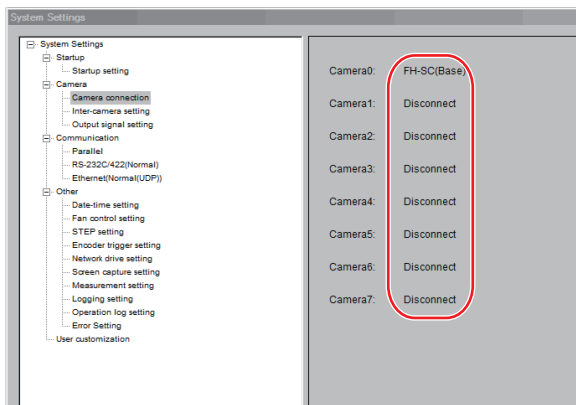 System Settings
System Settings
Startup
Startup setting
Camera
Camera connection
Inter-camera setting
Output signal setting
Communication
Parallel
RS-232C/422(Normal)
Ethernet(Normal(UDP))
Other
Date-time setting
Fan control setting
STEP setting
Encoder trigger setting
Network drive setting
Screen capture setting
Measurement setting
Logging setting
Operation log setting
Error Setting
User customization
Camera0: FH-SC(Base)
Camera1: Disconnect
Camera2: Disconnect
Camera3: Disconnect
Camera4: Disconnect
Camera5: Disconnect
Camera6: Disconnect
Camera7: Disconnect